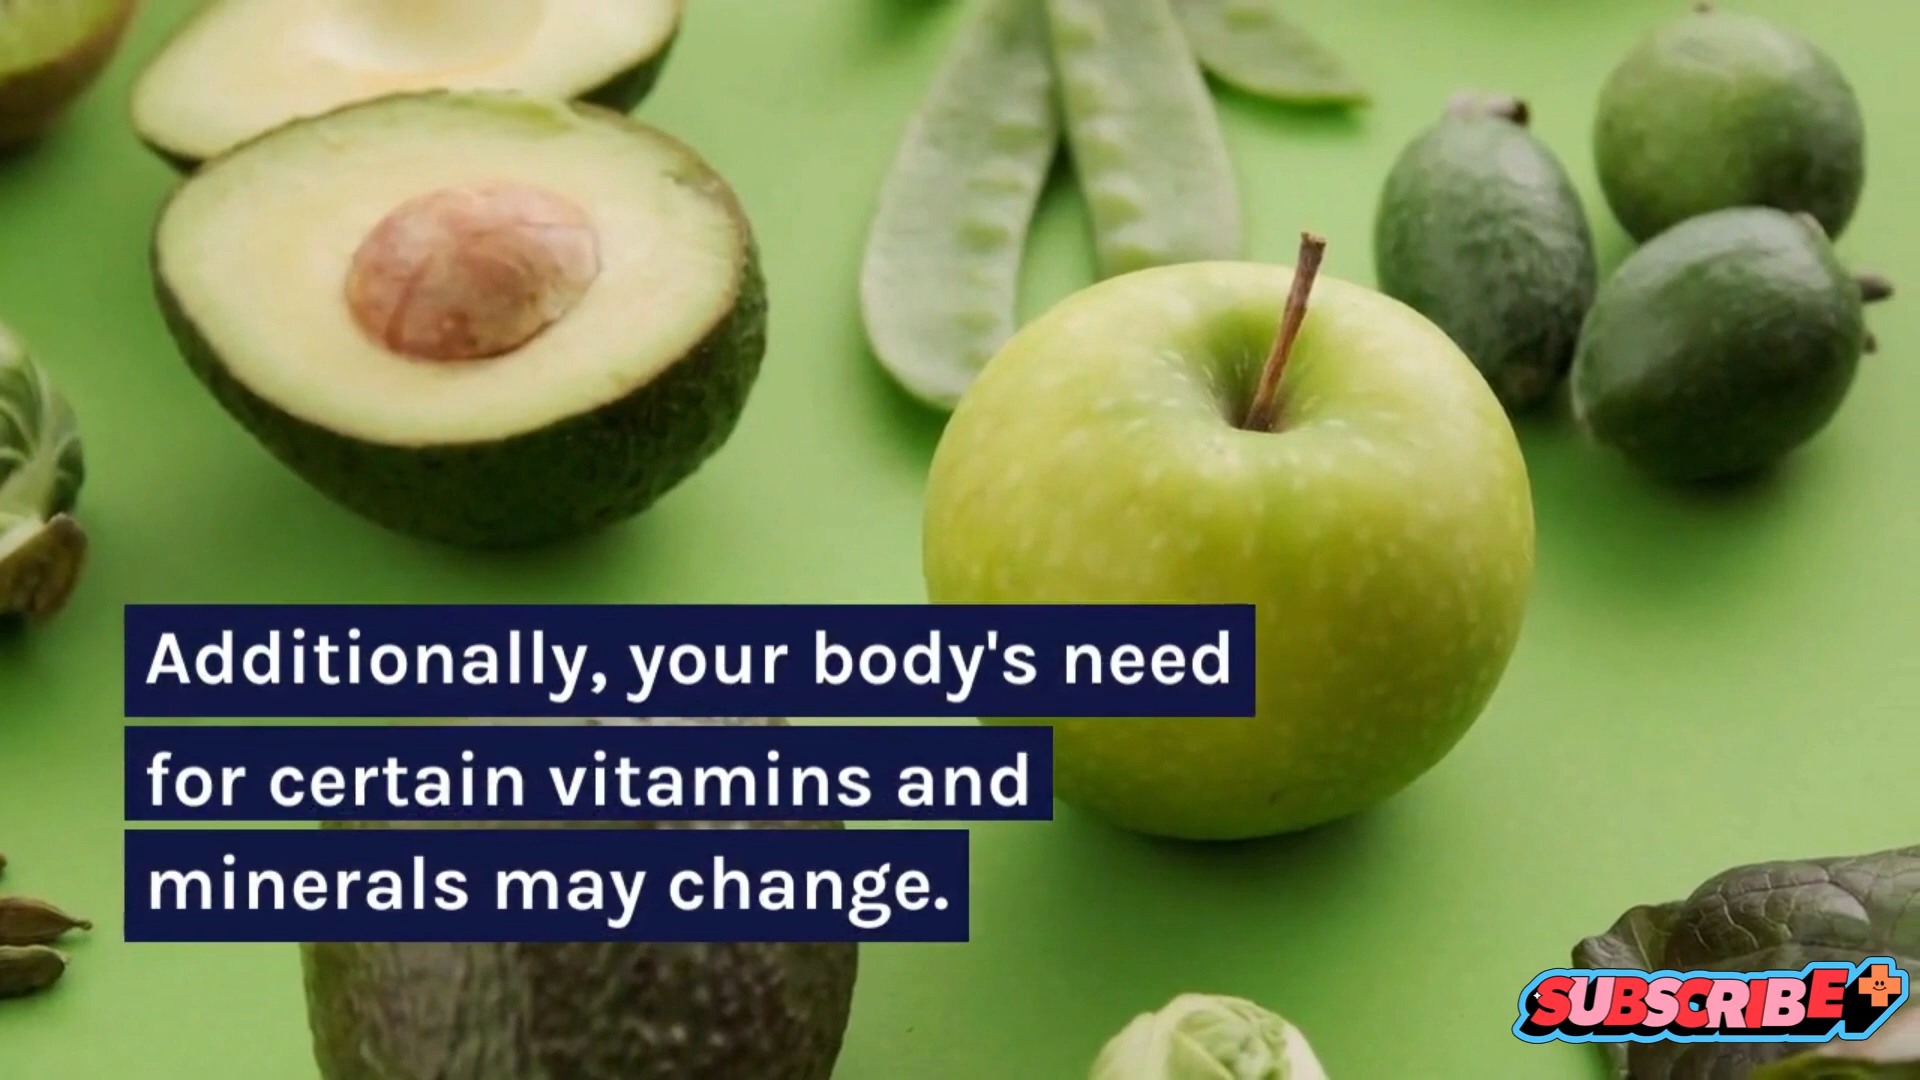 Additionally, your body's need
for certain vitamins and
minerals may change.
SUBSCRIBE